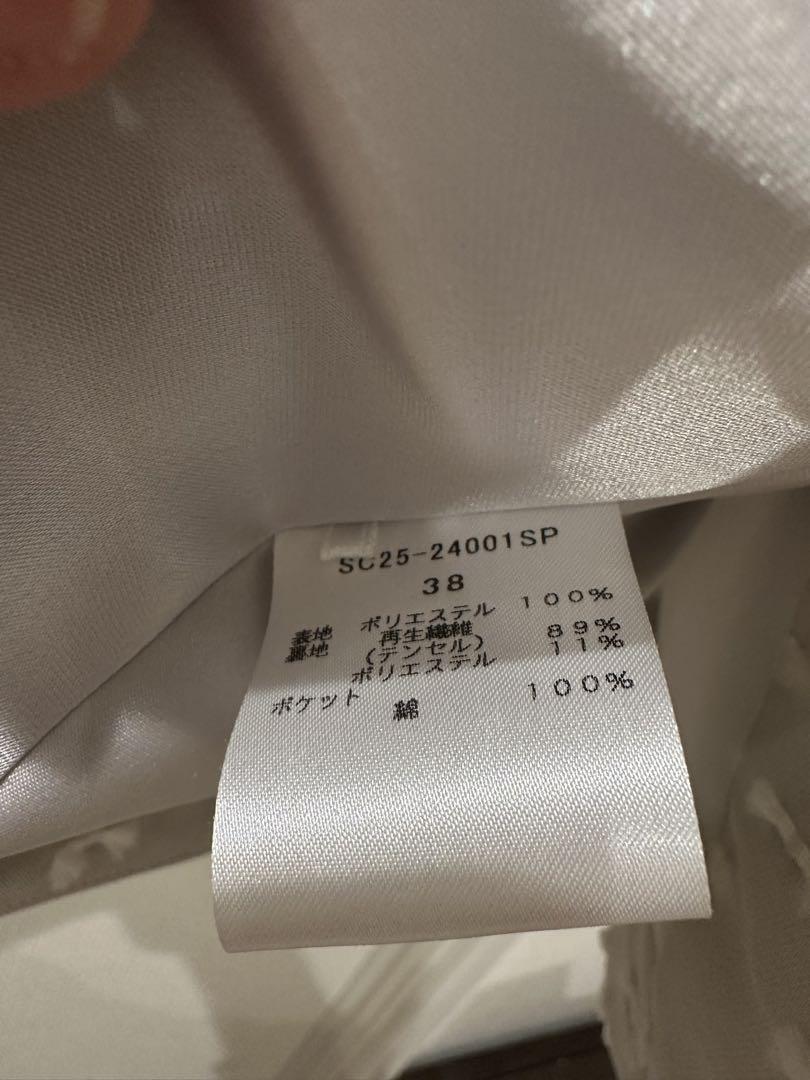 SC25-24001SP
38
表地 ポリエステル 100%
裏地 再生繊維 89%
(テンセル)
ポリエステル 11%
ポケット 綿 100%